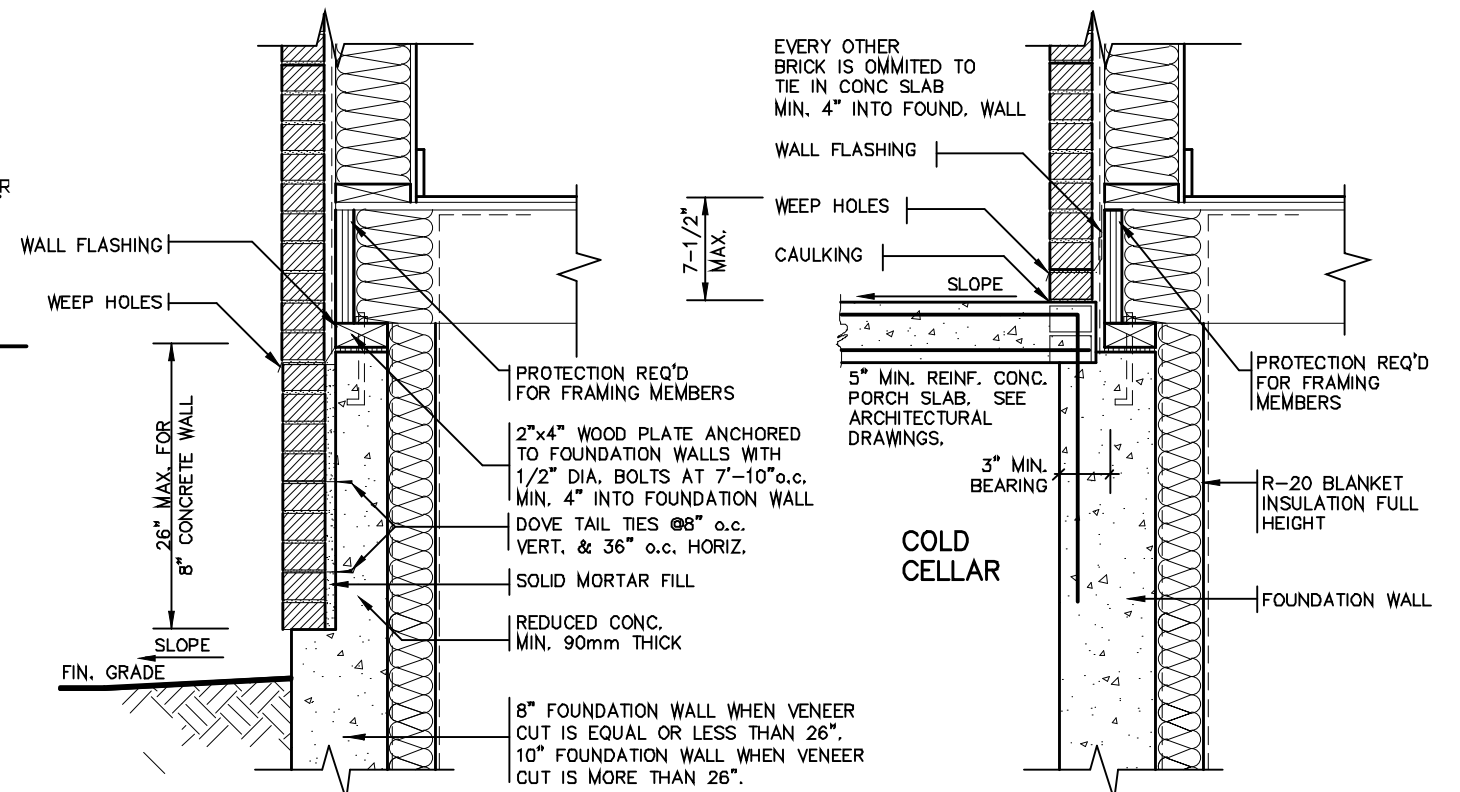 R
WALL FLASHING
WEEP HOLES
26" MAX. FOR
8" CONCRETE WALL
SLOPE
FIN. GRADE
PROTECTION REQ'D
FOR FRAMING MEMBERS
2"x4" WOOD PLATE ANCHORED
TO FOUNDATION WALLS WITH
1/2" DIA. BOLTS AT 7'-10"o.c.
MIN. 4" INTO FOUNDATION WALL
DOVE TAIL TIES @8" o.c.
VERT. & 36" o.c. HORIZ.
SOLID MORTAR FILL
REDUCED CONC.
MIN. 90mm THICK
8" FOUNDATION WALL WHEN VENEER
CUT IS EQUAL OR LESS THAN 26".
10" FOUNDATION WALL WHEN VENEER
CUT IS MORE THAN 26".
EVERY OTHER
BRICK IS OMMITED TO
TIE IN CONC SLAB
MIN. 4" INTO FOUND. WALL
WALL FLASHING
WEEP HOLES
7-1/2"
MAX.
CAULKING
SLOPE
5" MIN. REINF. CONC.
PORCH SLAB. SEE
ARCHITECTURAL
DRAWINGS.
3" MIN.
BEARING
COLD
CELLAR
PROTECTION REQ'D
FOR FRAMING
MEMBERS
R-20 BLANKET
INSULATION FULL
HEIGHT
FOUNDATION WALL